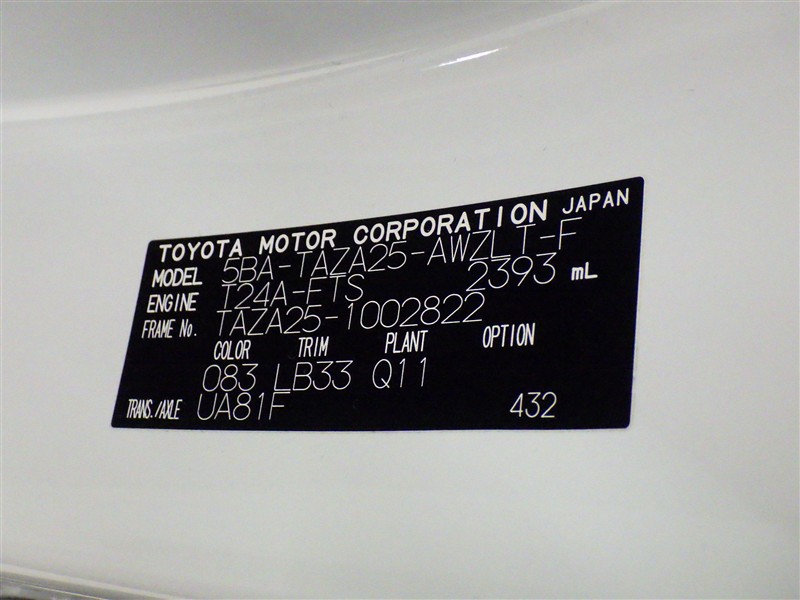 TOYOTA MOTOR CORPORATION JAPAN
MODEL 5BA-TAZA25-AWZLT-F
ENGINE T24A-FTS 2393 mL
FRAME No. TAZA25-1002822
COLOR TRIM PLANT OPTION
083 LB33 Q11
TRANS./AXLE UA81F 432